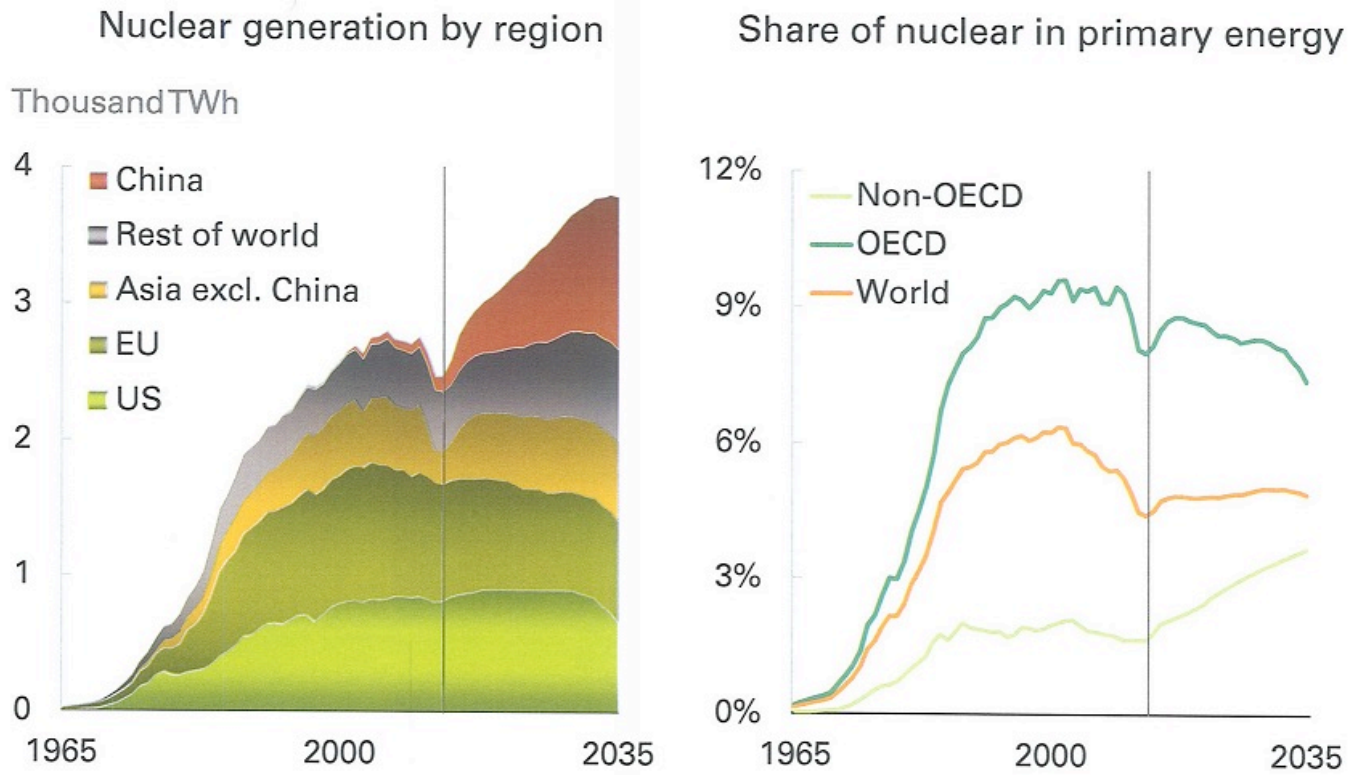 Nuclear generation by region
Thousand TWh
4
3
2
1
0
China
Rest of world
Asia excl. China
EU
US
1965
2000
2035
Share of nuclear in primary energy
12%
9%
6%
3%
0%
Non-OECD
OECD
World
1965
2000
2035